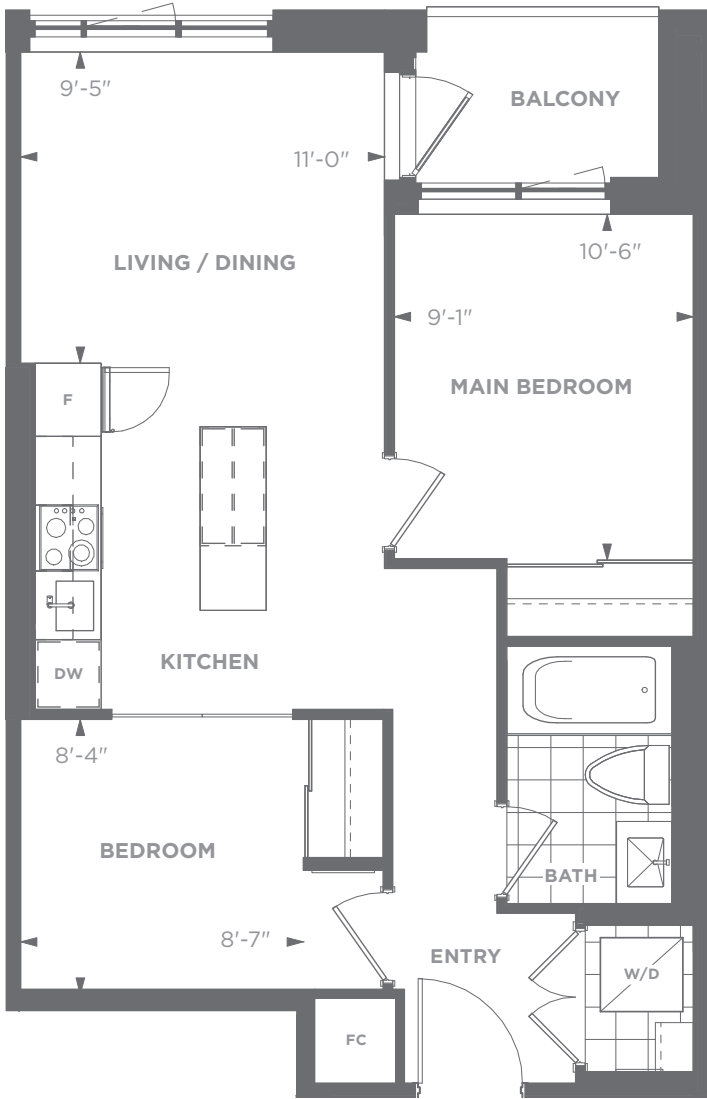 9'-5"
BALCONY
11'-0"
10'-6"
LIVING / DINING
9'-1"
MAIN BEDROOM
F
KITCHEN
DW
8'-4"
BEDROOM
BATH
8'-7"
ENTRY
W/D
FC